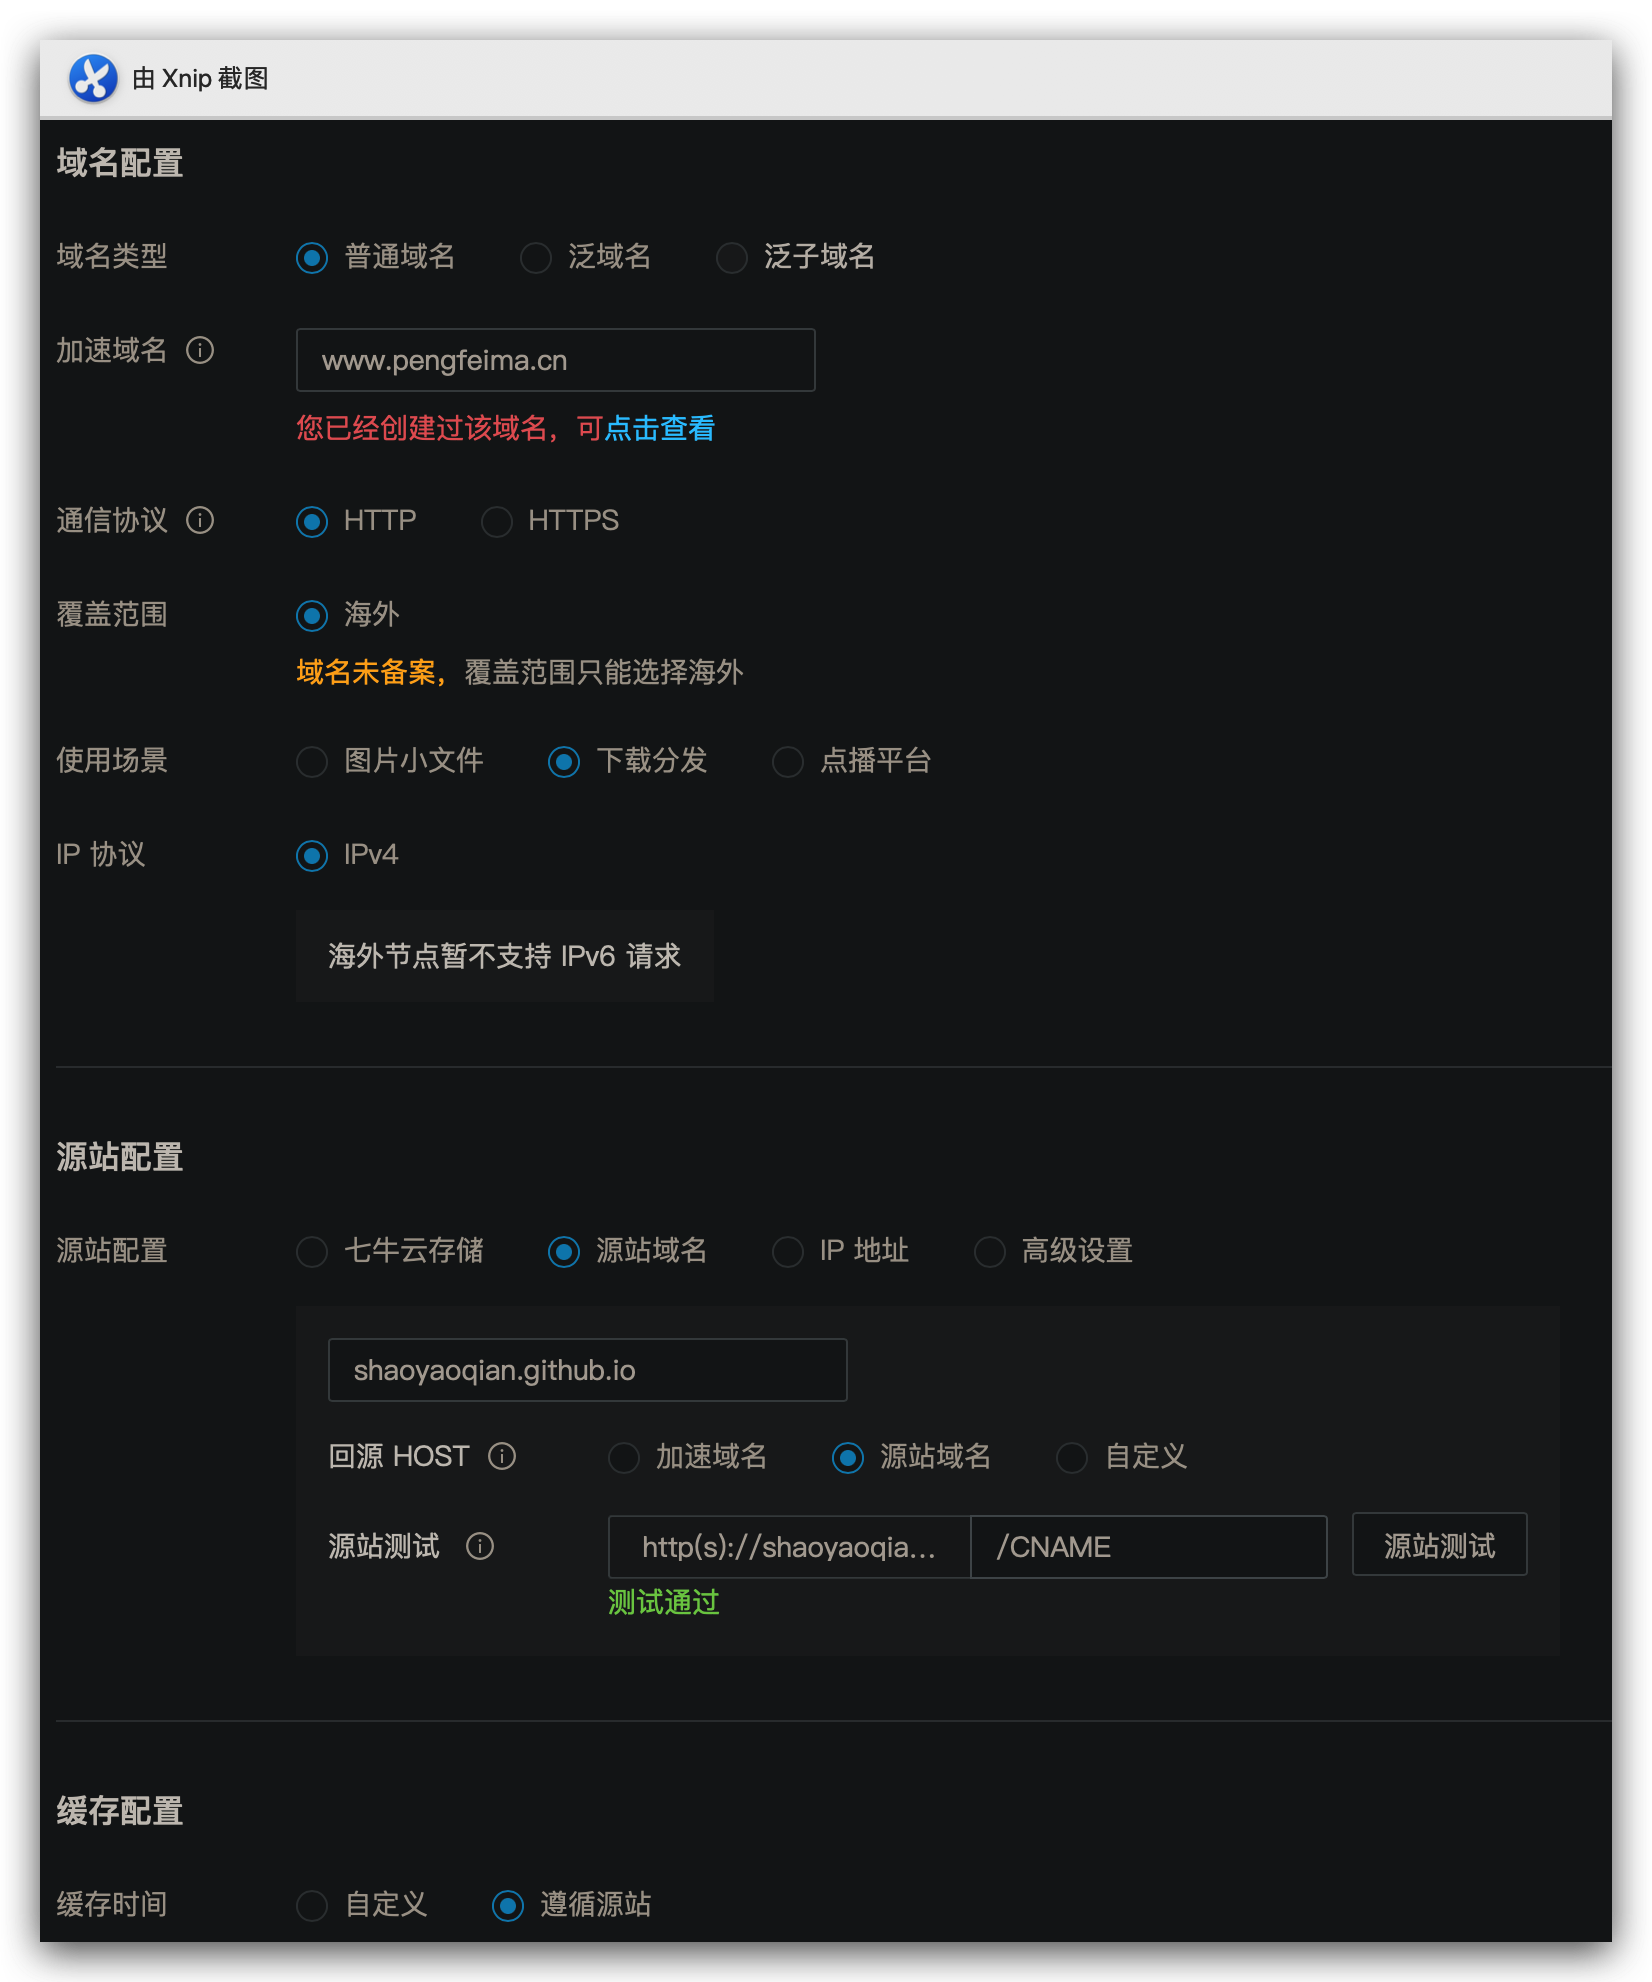 由 Xnip 截图
域名配置
域名类型 普通域名 泛域名 泛子域名
加速域名 www.pengfeima.cn
您已经创建过该域名，可点击查看
通信协议 HTTP HTTPS
覆盖范围 海外
域名未备案，覆盖范围只能选择海外
使用场景 图片小文件 下载分发 点播平台
IP 协议 IPv4
海外节点暂不支持 IPv6 请求
源站配置
源站配置 七牛云存储 源站域名 IP 地址 高级设置
shaoyaoqian.github.io
回源 HOST 加速域名 源站域名 自定义
源站测试 http(s)://shaoyaoqia... /CNAME 源站测试
测试通过
缓存配置
缓存时间 自定义 遵循源站